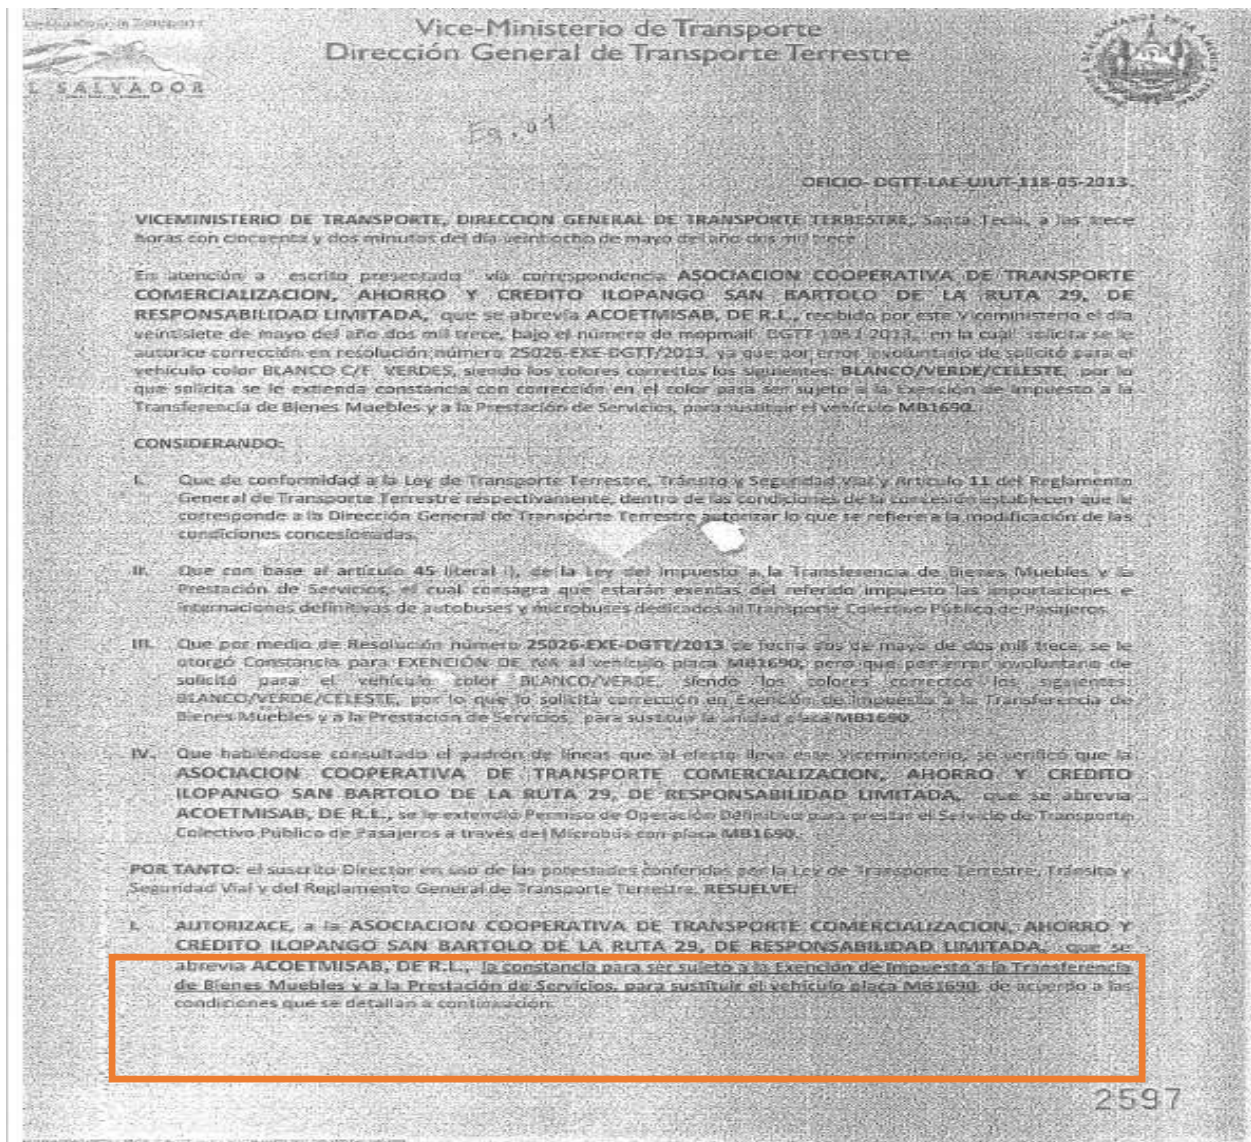 Vice-Ministerio de Transporte
Dirección General de Transporte Terrestre
EL SALVADOR
OFICIO- DGTT-LAE-UJUT-118-05-2013.
VICEMINISTERIO DE TRANSPORTE, DIRECCION GENERAL DE TRANSPORTE TERRESTRE, Santa Tecla, a las trece
horas con cincuenta y dos minutos del día veintiocho de mayo del año dos mil trece.
En atención a escrito presentado vía correspondencia ASOCIACION COOPERATIVA DE TRANSPORTE
COMERCIALIZACION, AHORRO Y CREDITO ILOPANGO SAN BARTOLO DE LA RUTA 29, DE
RESPONSABILIDAD LIMITADA, que se abrevia ACOETMISAB, DE R.L., recibido por este Viceministerio el día
veintisiete de mayo del año dos mil trece, bajo el número de mopmail DGTT 2013, en la cual solicita se le
autorice corrección en resolución número 25026-EXE-DGTT/2013, ya que por error involuntario de solicitó para el
vehículo color BLANCO C/F VERDES, siendo los colores correctos los siguientes: BLANCO/VERDE/CELESTE, por lo
que solicita se le extienda constancia con corrección en el color para ser sujeto a la Exención de Impuesto a la
Transferencia de Bienes Muebles y a la Prestación de Servicios, para sustituir el vehículo MB1690.
CONSIDERANDO:
I. Que de conformidad a la Ley de Transporte Terrestre, Tránsito y Seguridad Vial y Artículo 11 del Reglamento
General de Transporte Terrestre respectivamente, dentro de las condiciones de la concesión establecen que le
corresponde a la Dirección General de Transporte Terrestre autorizar lo que se refiere a la modificación de las
condiciones concesionadas.
II. Que con base al artículo 45 literal i), de la Ley del Impuesto a la Transferencia de Bienes Muebles y la
Prestación de Servicios, el cual consagra que estarán exentas del referido impuesto las importaciones e
internaciones definitivas de autobuses y microbuses dedicados al Transporte Colectivo Público de Pasajeros.
III. Que por medio de Resolución número 25026-EXE-DGTT/2013 de fecha dos de mayo de dos mil trece, se le
otorgó Constancia para EXENCIÓN DE IVA al vehículo placa MB1690, pero que por error involuntario de
solicitó para el vehículo color BLANCO/VERDE, siendo los colores correctos los siguientes:
BLANCO/VERDE/CELESTE, por lo que lo solicita corrección en Exención de Impuesto a la Transferencia de
Bienes Muebles y a la Prestación de Servicios, para sustituir la unidad placa MB1690.
IV. Que habiéndose consultado el padrón de líneas que al efecto lleva este Viceministerio, se verificó que la
ASOCIACION COOPERATIVA DE TRANSPORTE COMERCIALIZACION, AHORRO Y CREDITO
ILOPANGO SAN BARTOLO DE LA RUTA 29, DE RESPONSABILIDAD LIMITADA, que se abrevia
ACOETMISAB, DE R.L., se le extendió Permiso de Operación Definitivo para prestar el Servicio de Transporte
Colectivo Público de Pasajeros a través del Microbús con placa MB1690.
POR TANTO: el suscrito Director en uso de las potestades conferidas por la Ley de Transporte Terrestre, Tránsito y
Seguridad Vial y del Reglamento General de Transporte Terrestre, RESUELVE:
I. AUTORIZACE, a la ASOCIACION COOPERATIVA DE TRANSPORTE COMERCIALIZACION, AHORRO Y
CREDITO ILOPANGO SAN BARTOLO DE LA RUTA 29, DE RESPONSABILIDAD LIMITADA, que se
abrevia ACOETMISAB, DE R.L., la constancia para ser sujeto a la Exención de Impuesto a la Transferencia
de Bienes Muebles y a la Prestación de Servicios, para sustituir el vehículo placa MB1690, de acuerdo a las
condiciones que se detallan a continuación:
2597